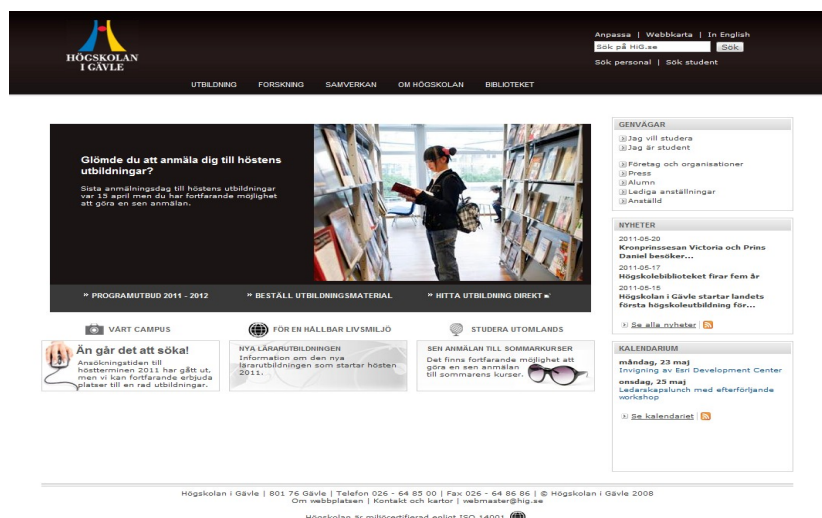 Anpassa | Webbkarta | In English
Sök på HiG.se Sök
Sök personal | Sök student
HÖGSKOLAN
I GÄVLE
UTBILDNING FORSKNING SAMVERKAN OM HÖGSKOLAN BIBLIOTEKET
Glömde du att anmäla dig till höstens
utbildningar?
Sista anmälningsdag till höstens utbildningar
var 15 april men du har fortfarande möjlighet
att göra en sen anmälan.
» PROGRAMUTBUD 2011 - 2012 » BESTÄLL UTBILDNINGSMATERIAL » HITTA UTBILDNING DIREKT
VÅRT CAMPUS FÖR EN HÅLLBAR LIVSMILJÖ STUDERA UTOMLANDS
Än går det att söka!
Ansökningstiden till
höstterminen 2011 har gått ut,
men vi kan fortfarande erbjuda
platser till en rad utbildningar.
NYA LÄRARUTBILDNINGEN
Information om den nya
lärarutbildningen som startar hösten
2011.
SEN ANMÄLAN TILL SOMMARKURSER
Det finns fortfarande möjlighet att
göra en sen anmälan
till sommarens kurser.
GENVÄGAR
Jag vill studera
Jag är student
Företag och organisationer
Press
Alumn
Lediga anställningar
Anställd
NYHETER
2011-05-20
Kronprinsessan Victoria och Prins
Daniel besöker...
2011-05-17
Högskolebiblioteket firar fem år
2011-05-15
Högskolan i Gävle startar landets
första högskoleutbildning för...
Se alla nyheter |
KALENDARIUM
måndag, 23 maj
Invigning av Esri Development Center
onsdag, 25 maj
Ledarskapslunch med efterföljande
workshop
Se kalendariet |
Högskolan i Gävle | 801 76 Gävle | Telefon 026 - 64 85 00 | Fax 026 - 64 86 86 | © Högskolan i Gävle 2008
Om webbplatsen | Kontakt och kartor | webmaster@hig.se
Högskolan är miljöcertifierad enligt ISO 14001